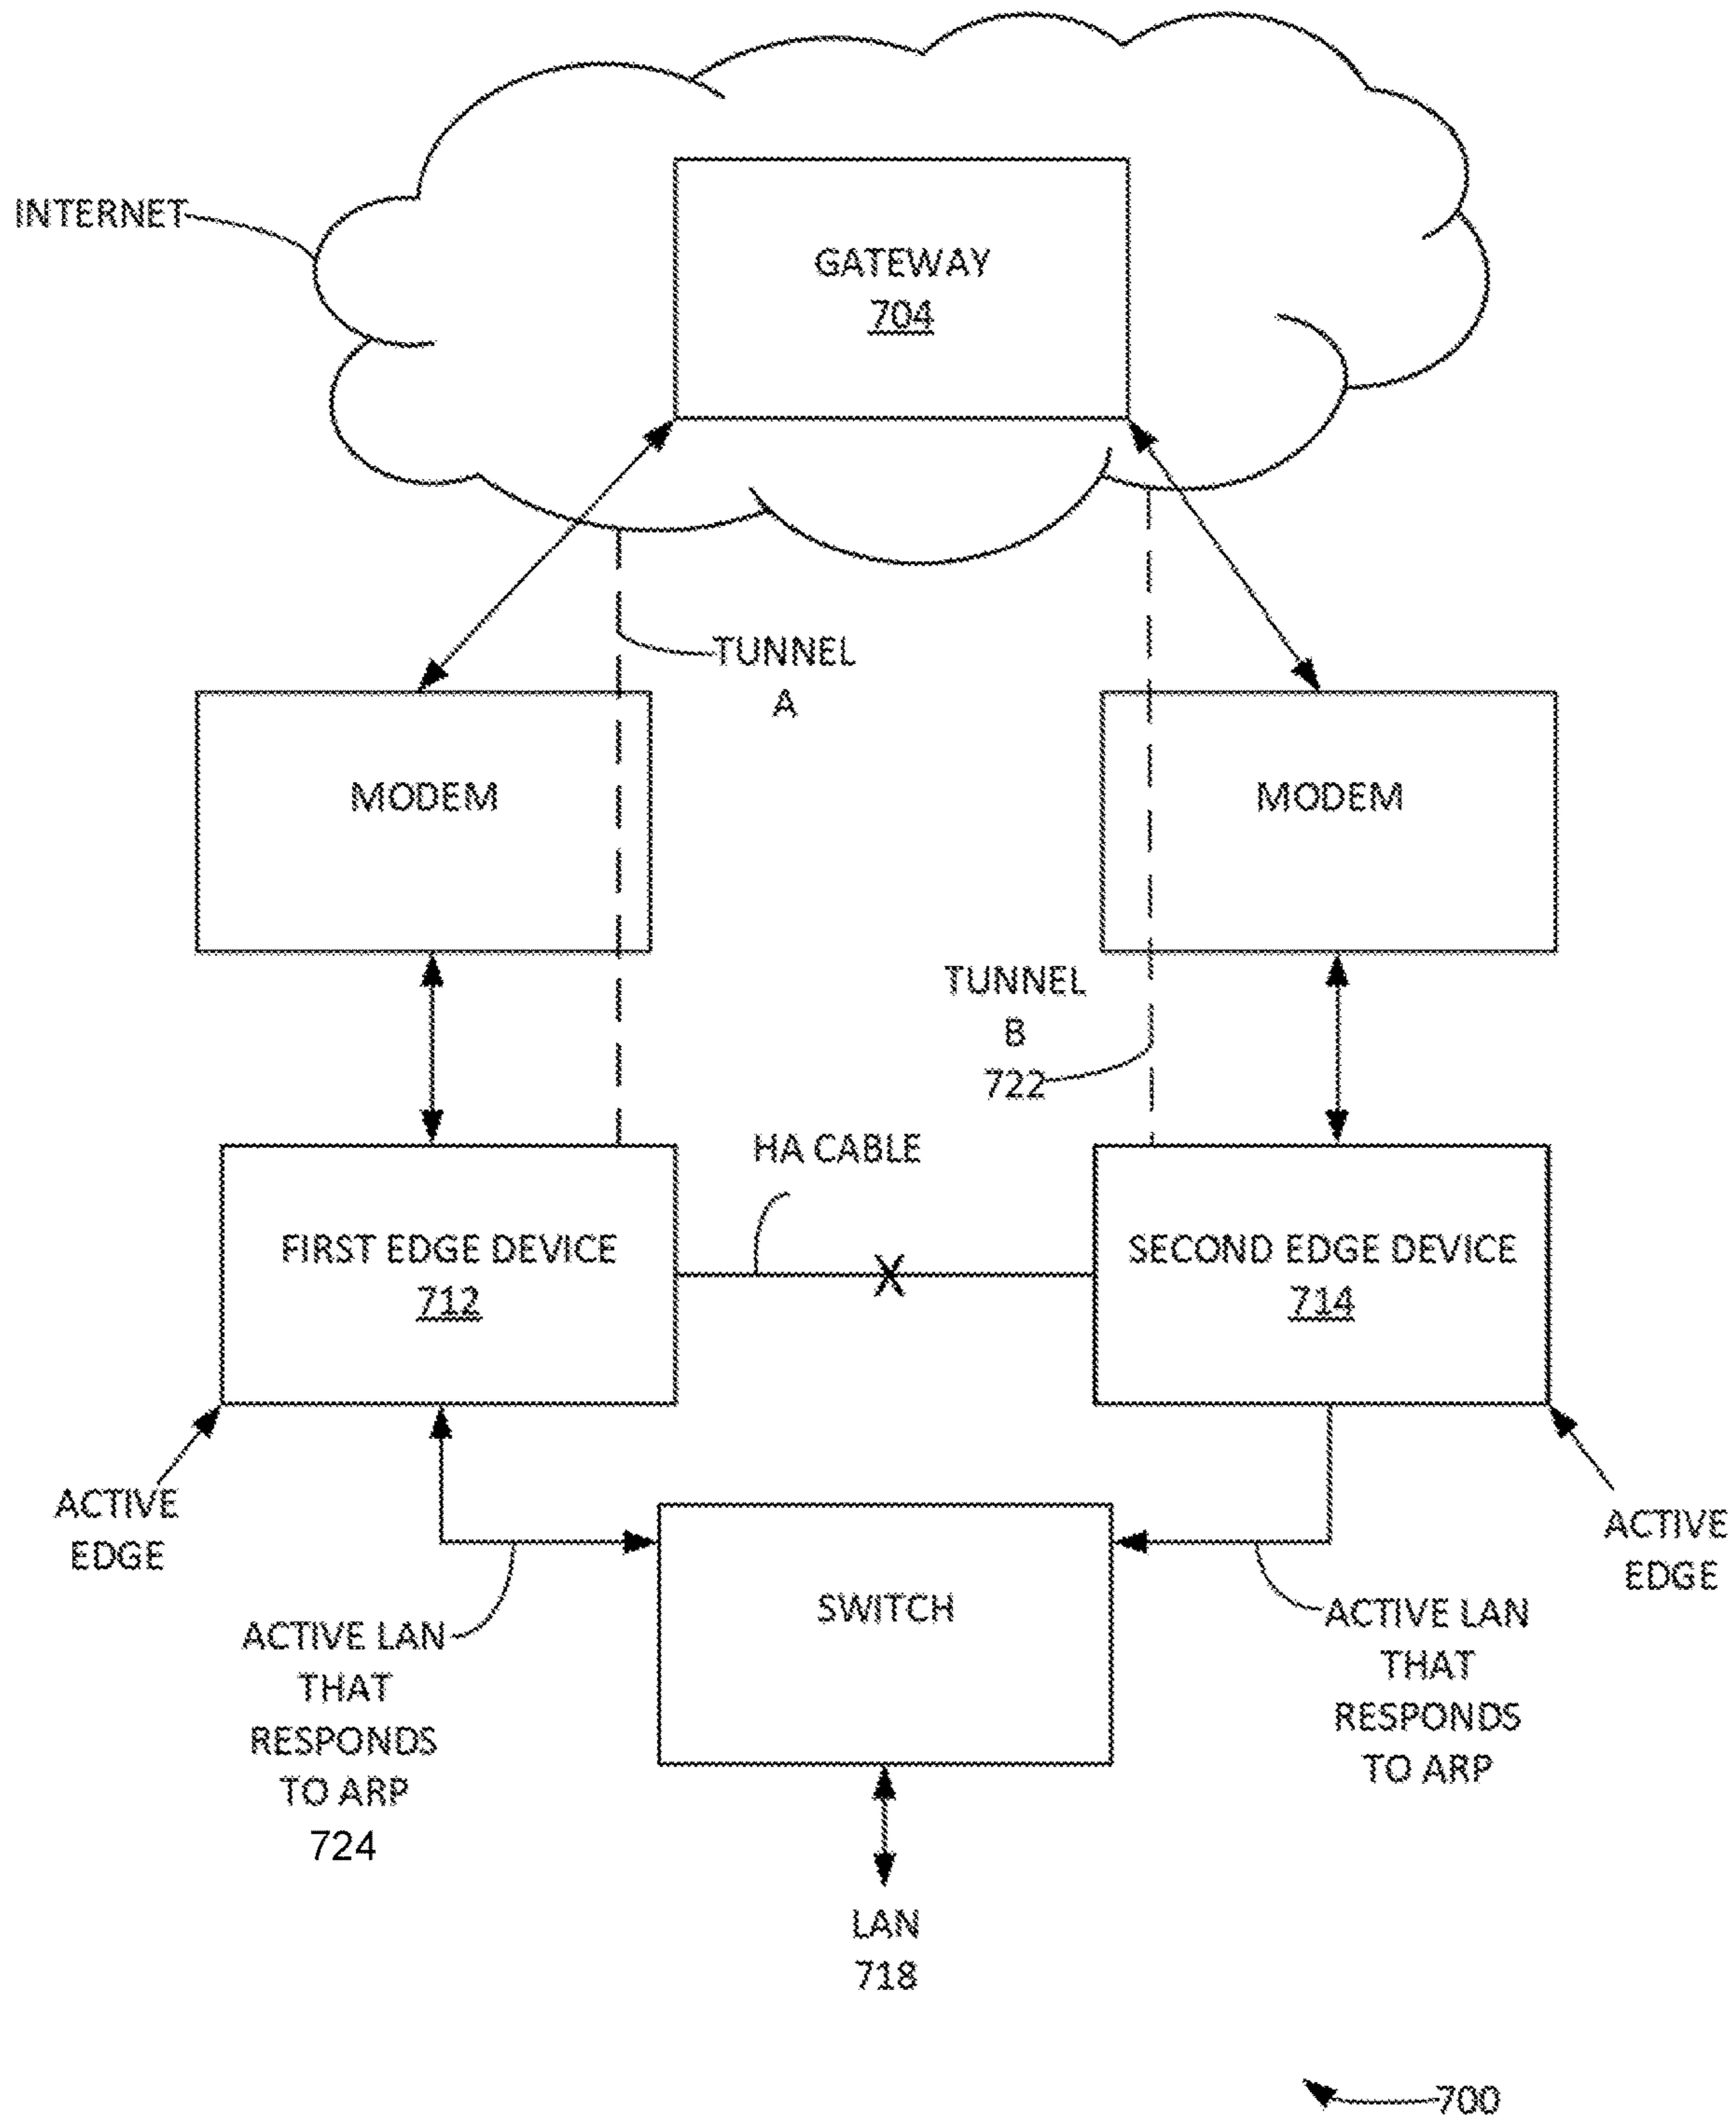 INTERNET
GATEWAY
704
TUNNEL
A
MODEM
MODEM
TUNNEL
B
722
HA CABLE
FIRST EDGE DEVICE
712
X
SECOND EDGE DEVICE
714
ACTIVE
EDGE
ACTIVE
EDGE
SWITCH
ACTIVE LAN
THAT
RESPONDS
TO ARP
724
ACTIVE LAN
THAT
RESPONDS
TO ARP
LAN
718
700